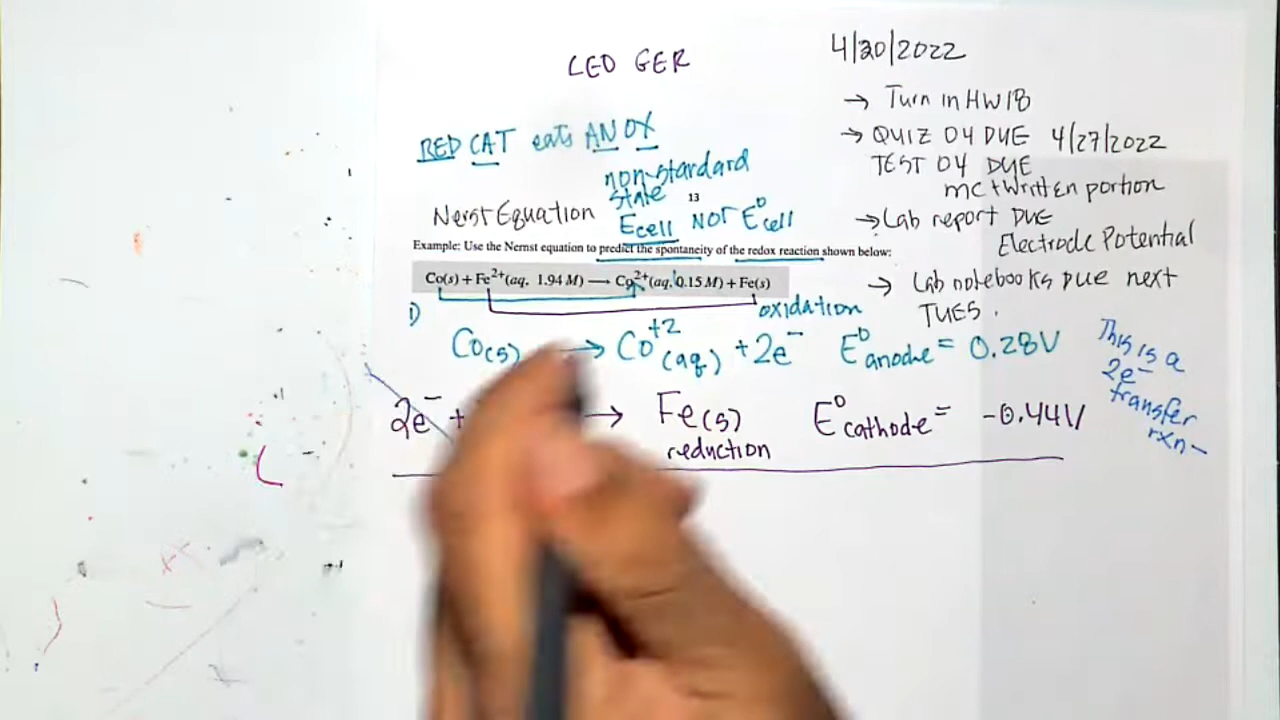 LEO GER
4/20/2022
→ Turn in HW18
→ QUIZ 04 DUE 4/27/2022
TEST 04 DUE
mc + written portion
→ Lab report DUE
Electrode Potential
→ Lab notebooks DUE next
TUES.
RED CAT eats AN OX
non-standard
state
13
Nerst Equation Ecell NOT E°cell
Example: Use the Nernst equation to predict the spontaneity of the redox reaction shown below:
Co(s) + Fe²⁺(aq. 1.94 M) ⟶ Co²⁺(aq. 0.15 M) + Fe(s)
oxidation
1)
Co(s) → Co⁺²(aq) + 2e⁻ E°anode = 0.28V
2e⁻ + → Fe(s) E°cathode = -0.44V
reduction
This is a
2e⁻
transfer
rxn